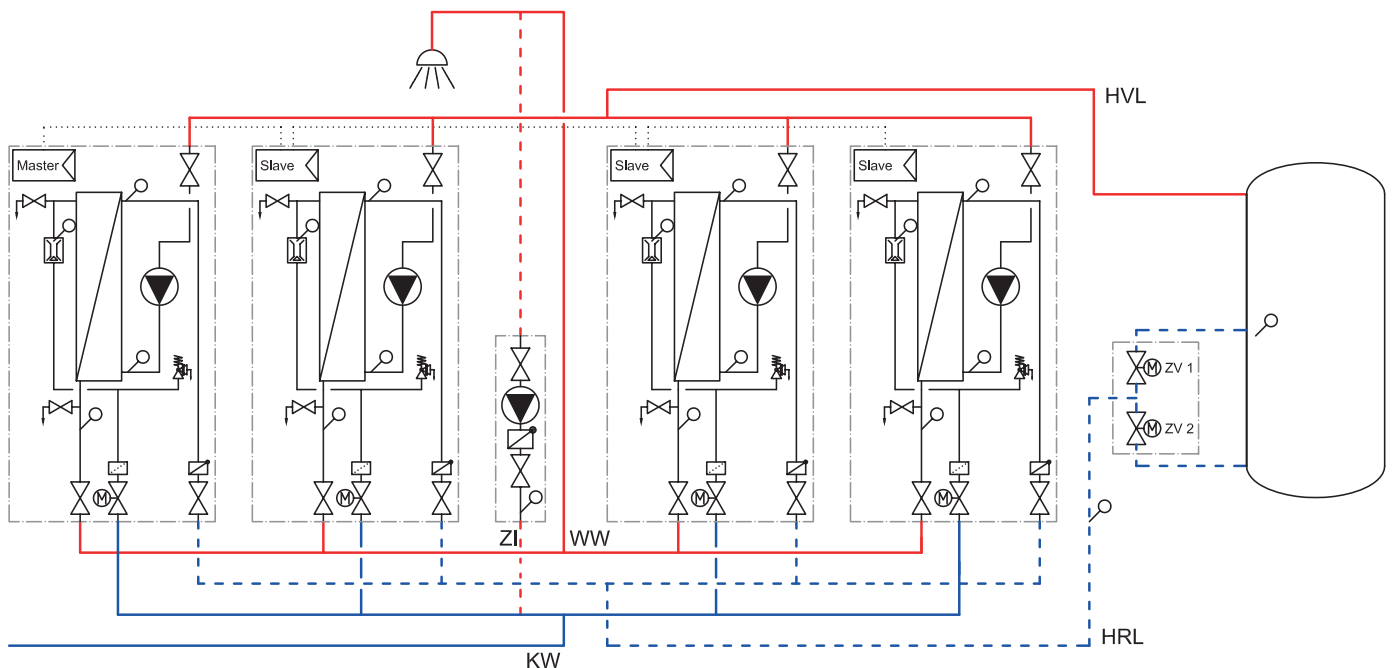 HVL
Master
Slave
Slave
Slave
M ZV 1
M ZV 2
M
M
M
M
ZI
WW
HRL
KW